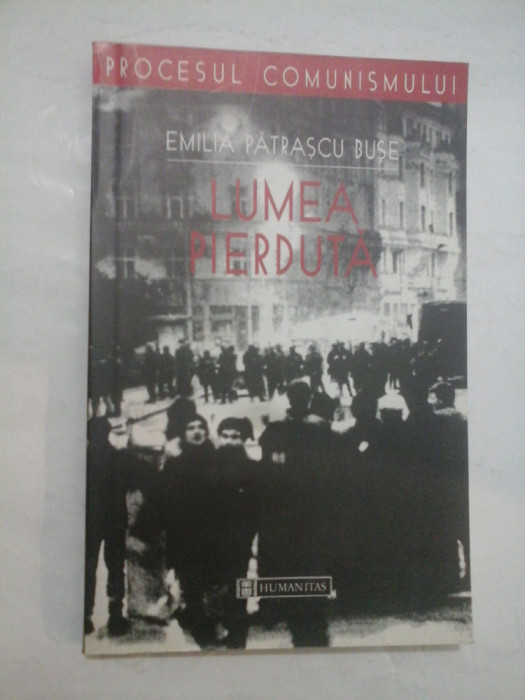 PROCESUL COMUNISMULUI
EMILIA PĂTRAȘCU BUȘE
LUMEA
PIERDUTĂ
HUMANITAS